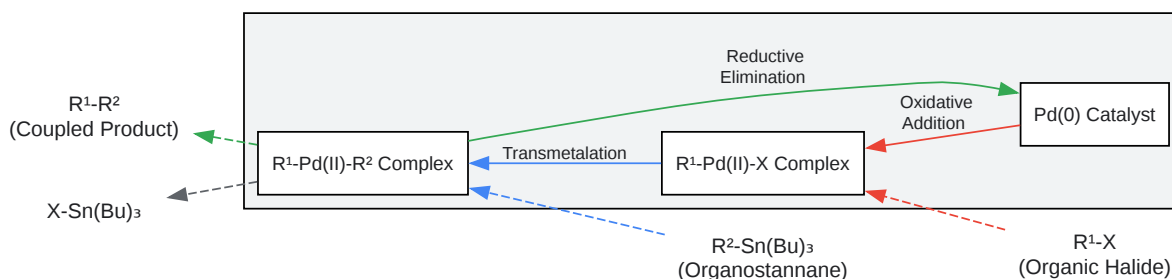 Reductive
Elimination
R¹-R²
(Coupled Product)
Oxidative
Addition
Pd(0) Catalyst
R¹-Pd(II)-R² Complex
Transmetalation
R¹-Pd(II)-X Complex
X-Sn(Bu)₃
R²-Sn(Bu)₃
(Organostannane)
R¹-X
(Organic Halide)